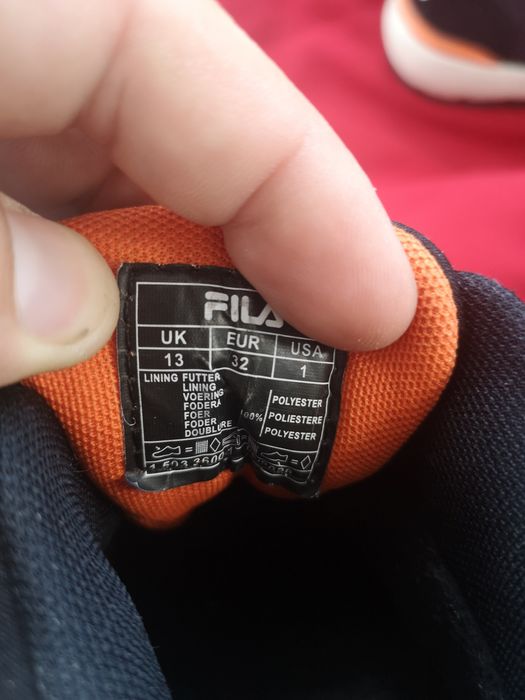 FILA
UK EUR USA
13 32 1
LINING FUTTER
LINING
VOERING
FODERA
FOER
FODER
DOUBLURE
100%
POLYESTER
POLIESTERE
POLYESTER